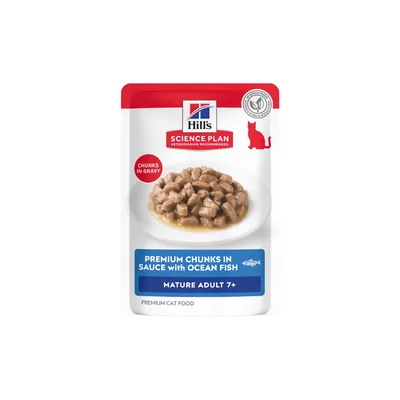 Hill's
SCIENCE PLAN
VETERINARIAN RECOMMENDED
CHUNKS
IN GRAVY
PREMIUM CHUNKS IN
SAUCE with OCEAN FISH
MATURE ADULT 7+
PREMIUM CAT FOOD